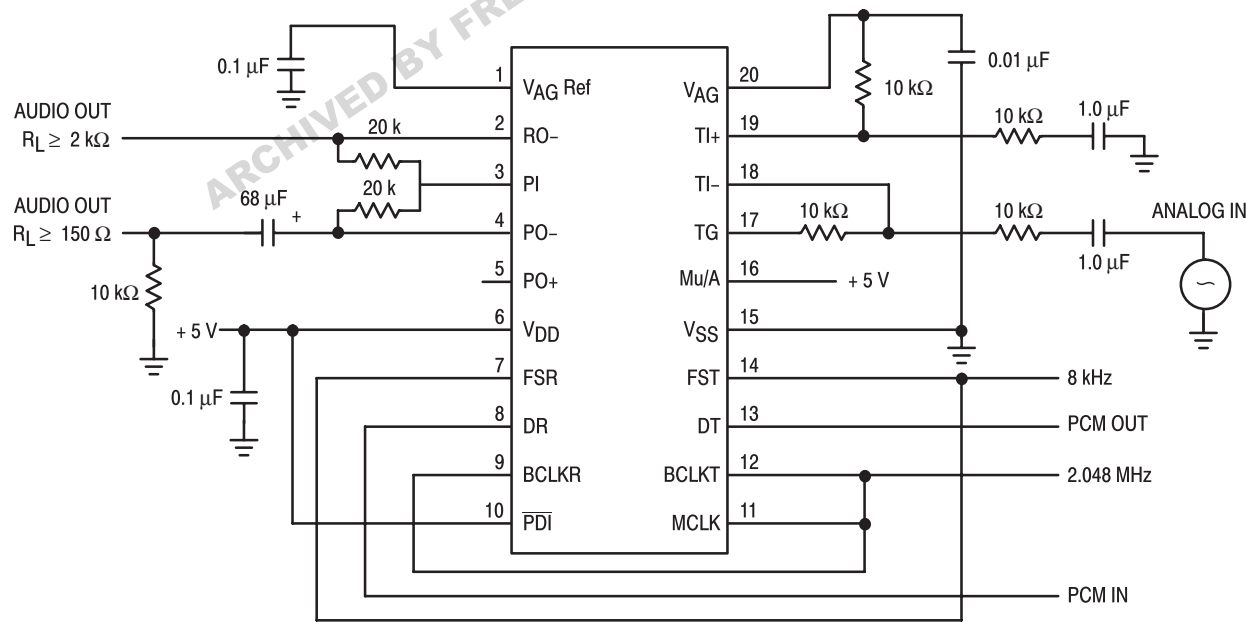 ARCHIVED BY FRE
0.1 µF
1
VAG Ref
AUDIO OUT
RL ≥ 2 kΩ
20 k
2
RO–
3
PI
20 k
AUDIO OUT
RL ≥ 150 Ω
68 µF
+
4
PO–
10 kΩ
5
PO+
+ 5 V
6
VDD
0.1 µF
7
FSR
8
DR
9
BCLKR
10
PDI
VAG
20
10 kΩ
0.01 µF
TI+
19
10 kΩ
1.0 µF
TI–
18
TG
17
10 kΩ
10 kΩ
1.0 µF
ANALOG IN
Mu/A
16
+ 5 V
VSS
15
FST
14
8 kHz
DT
13
PCM OUT
BCLKT
12
2.048 MHz
MCLK
11
PCM IN